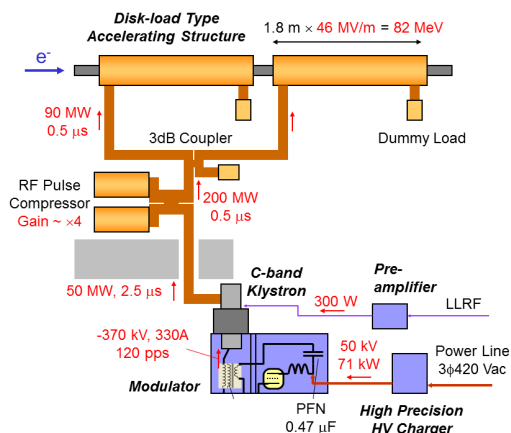 Disk-load Type
Accelerating Structure
1.8 m × 46 MV/m = 82 MeV
e-
90 MW
0.5 μs
3dB Coupler
Dummy Load
RF Pulse
Compressor
Gain ~ ×4
200 MW
0.5 μs
50 MW, 2.5 μs
C-band
Klystron
Pre-
amplifier
300 W
LLRF
-370 kV, 330A
120 pps
50 kV
71 kW
Power Line
3ϕ420 Vac
Modulator
PFN
0.47 μF
High Precision
HV Charger